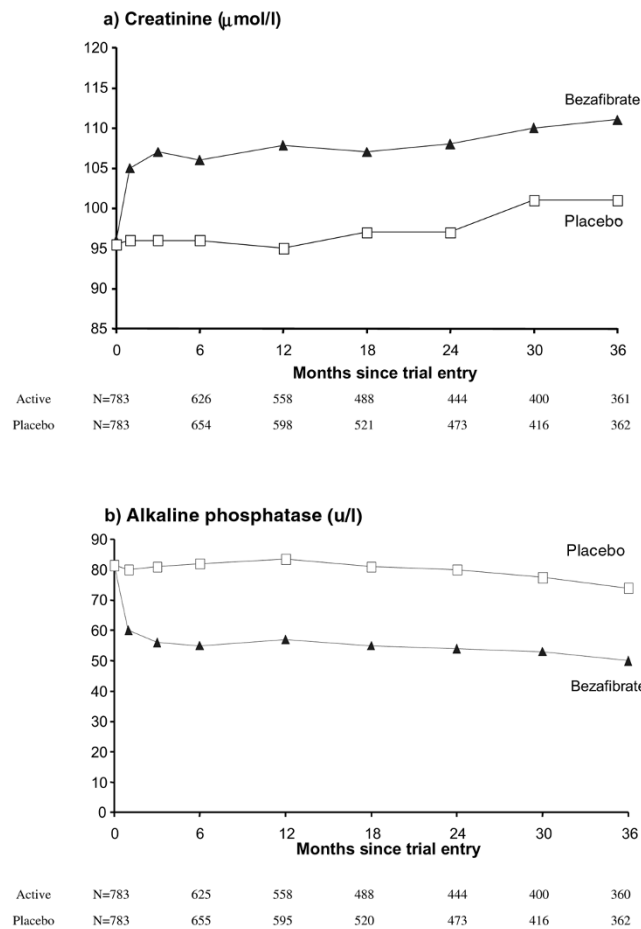 a) Creatinine (μmol/l)
120
115
110
105
100
95
90
85
Bezafibrate
Placebo
0 6 12 18 24 30 36
Months since trial entry
Active N=783 626 558 488 444 400 361
Placebo N=783 654 598 521 473 416 362
b) Alkaline phosphatase (u/l)
90
80
70
60
50
40
30
20
10
0
Placebo
Bezafibrate
0 6 12 18 24 30 36
Months since trial entry
Active N=783 625 558 488 444 400 360
Placebo N=783 655 595 520 473 416 362